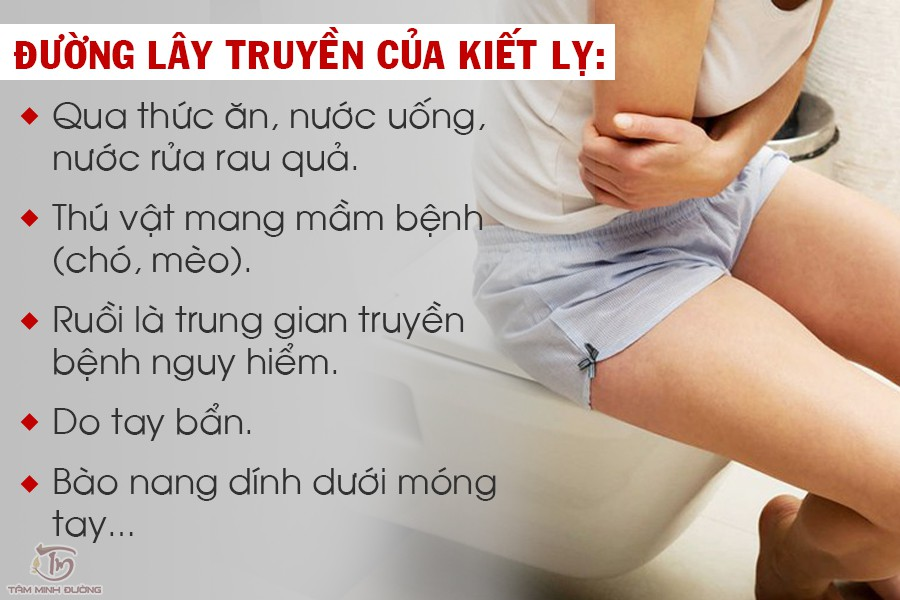 ĐƯỜNG LÂY TRUYỀN CỦA KIẾT LỴ:
Qua thức ăn, nước uống,
nước rửa rau quả.
Thú vật mang mầm bệnh
(chó, mèo).
Ruồi là trung gian truyền
bệnh nguy hiểm.
Do tay bẩn.
Bào nang dính dưới móng
tay...
TÂM MINH ĐƯỜNG